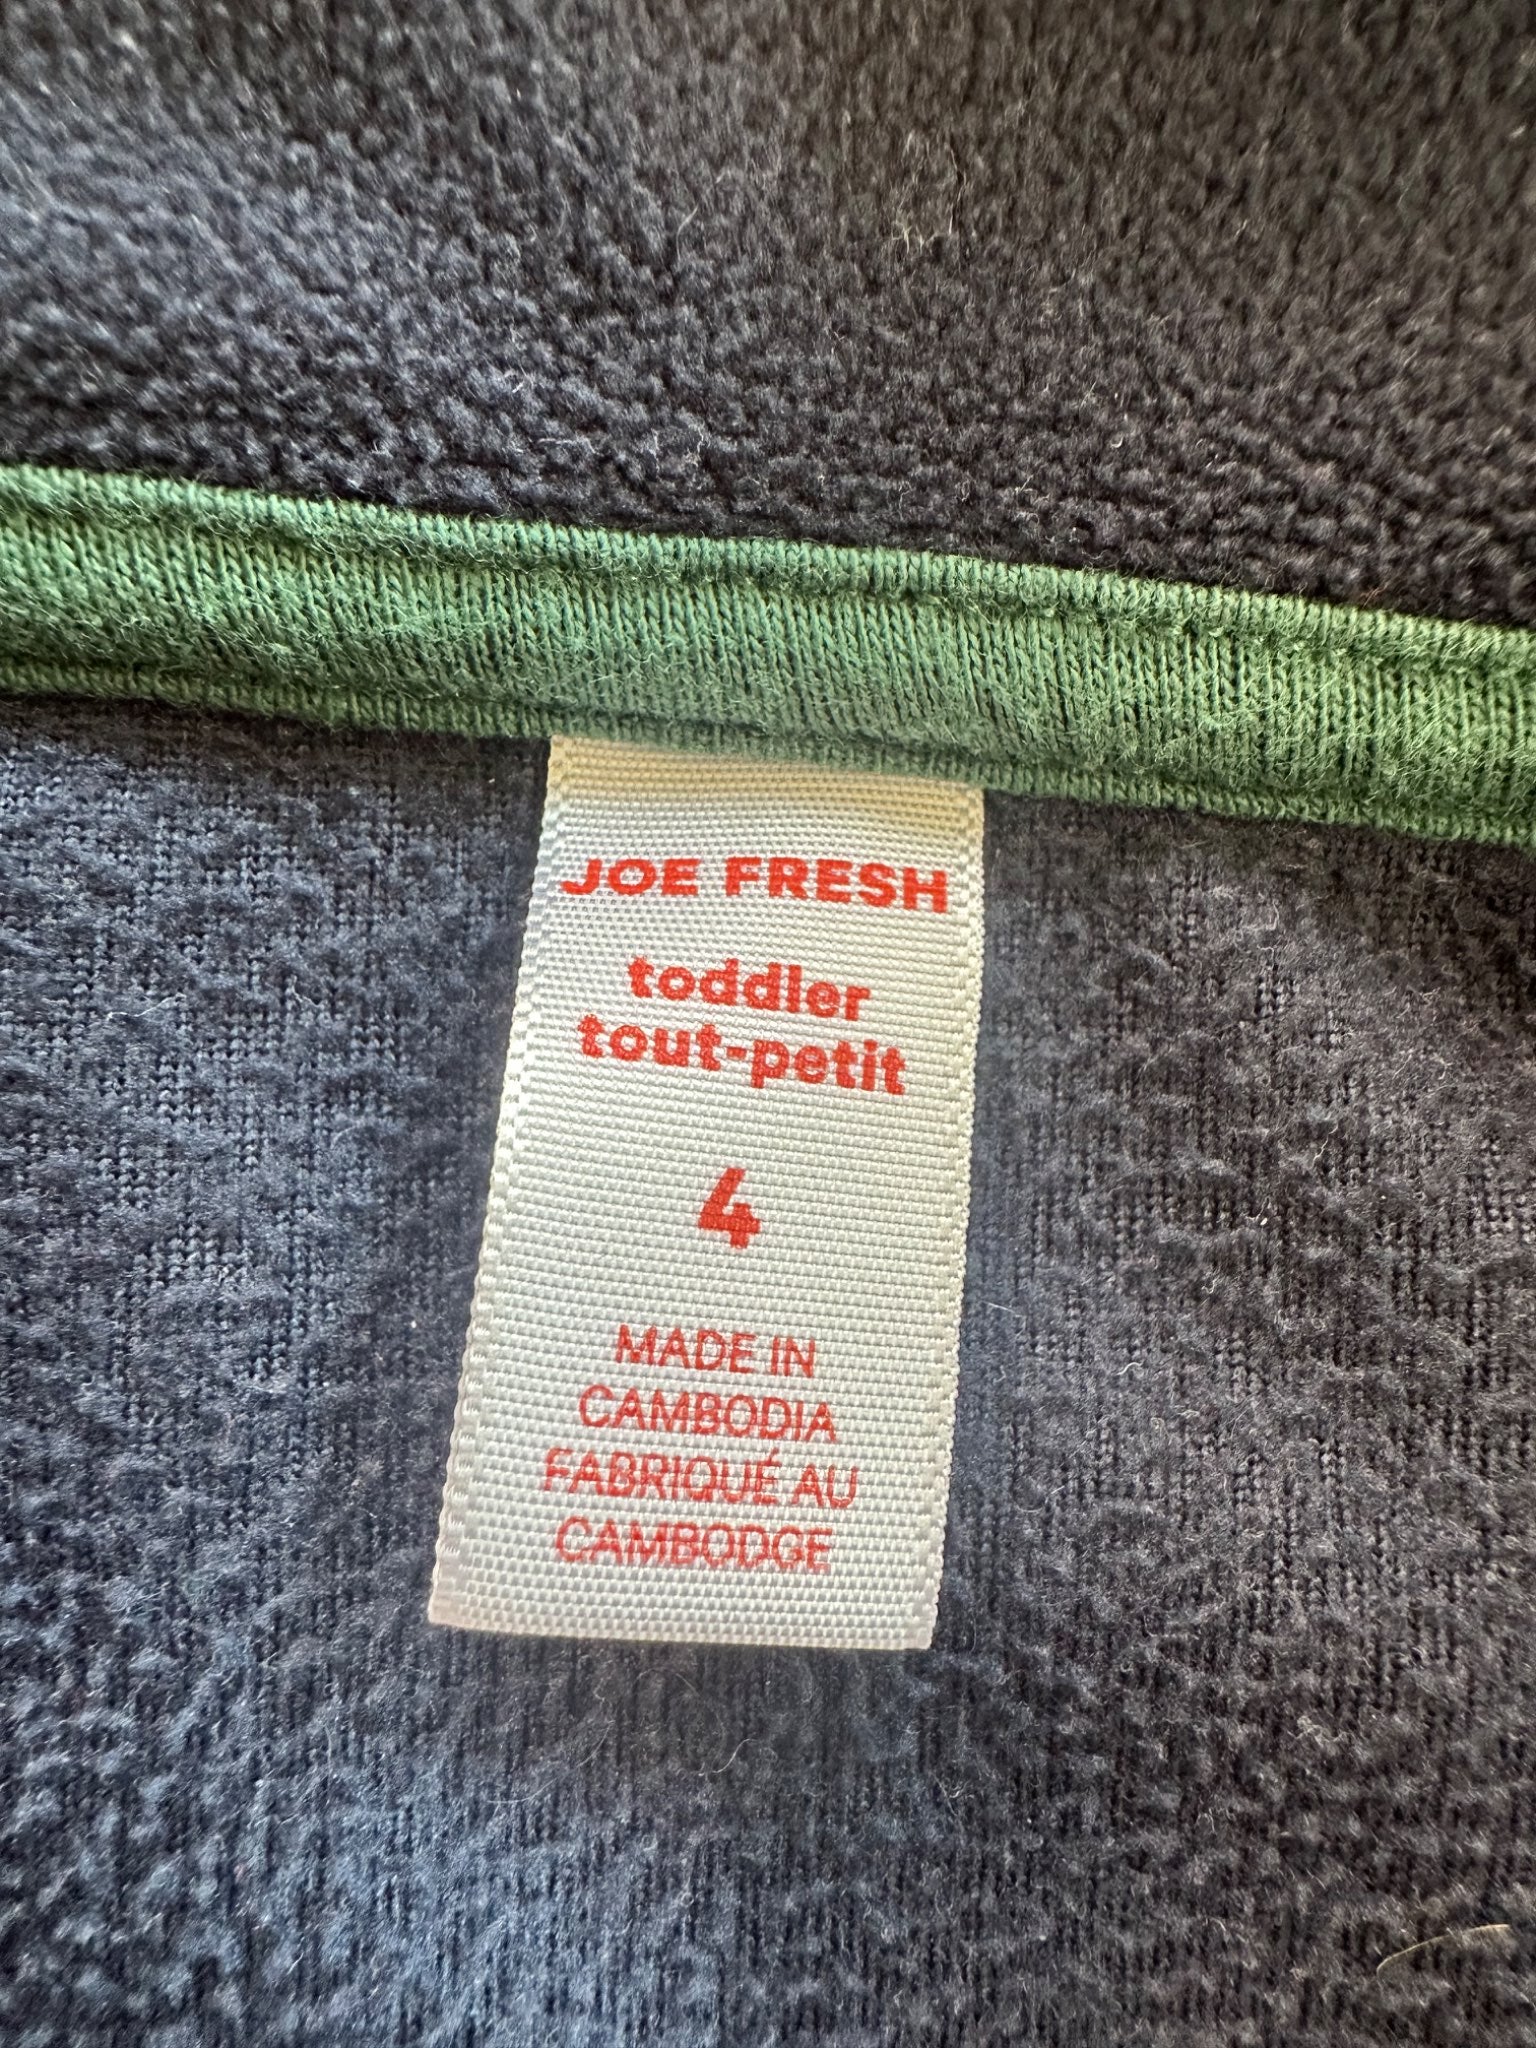 JOE FRESH
toddler
tout-petit
4
MADE IN
CAMBODIA
FABRIQUÉ AU
CAMBODGE